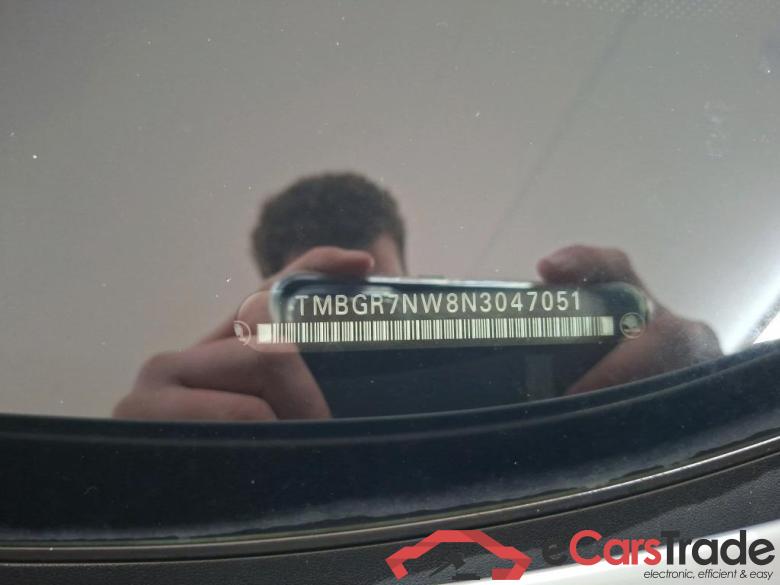 TMBGR7NW8N3047051
eCarsTrade
electronic, efficient & easy